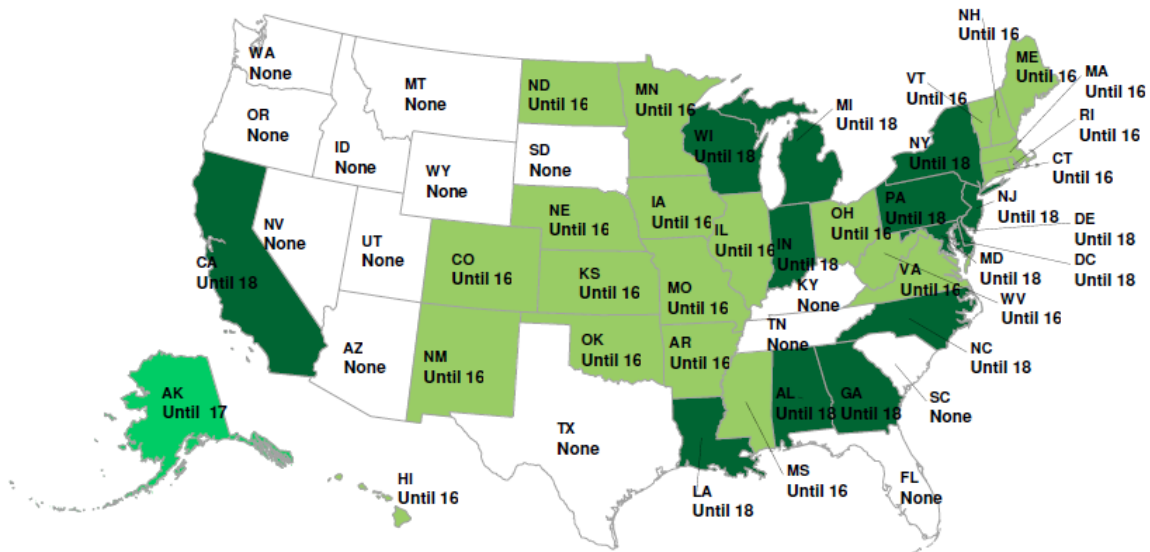 NH
Until 16
WA
None
ME
Until 16
MA
Until 16
MT
None
ND
Until 16
MN
Until 16
VT
Until 16
MI
Until 18
RI
Until 16
OR
None
WI
Until 18
NY
Until 18
ID
None
SD
None
CT
Until 16
WY
None
NJ
Until 18
NE
Until 16
IA
Until 16
PA
Until 18
OH
Until 16
DE
Until 18
NV
None
UT
None
IL
Until 16
IN
Until 18
CA
Until 18
CO
Until 16
KS
Until 16
MD
Until 18
DC
Until 18
VA
Until 16
MO
Until 16
KY
None
WV
Until 16
TN
None
AZ
None
NM
Until 16
OK
Until 16
AR
Until 16
NC
Until 18
AK
Until 17
AL
Until 18
GA
Until 18
SC
None
TX
None
HI
Until 16
MS
Until 16
FL
None
LA
Until 18